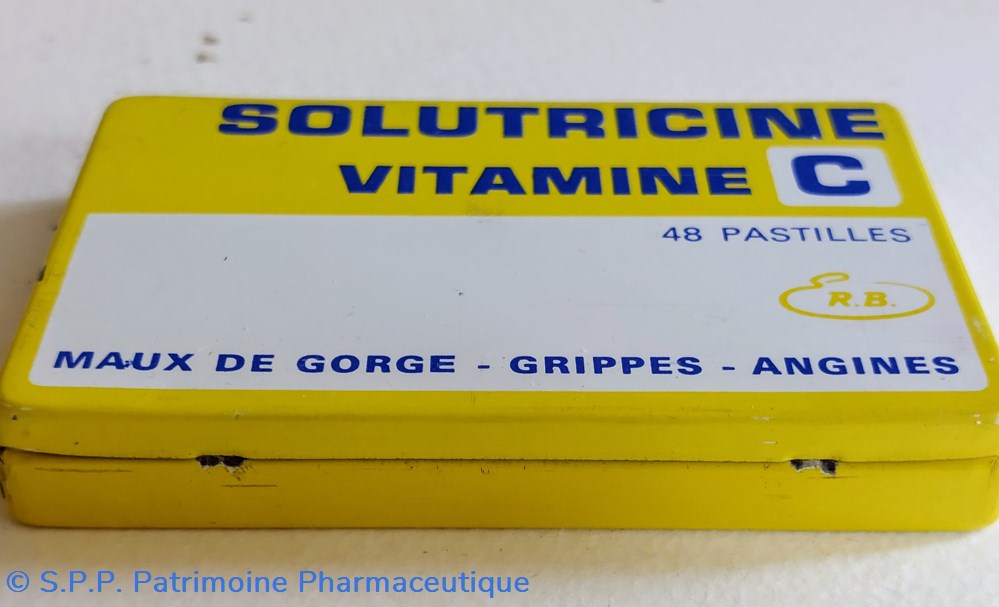 SOLUTRICINE
VITAMINE C
48 PASTILLES
R.B.
MAUX DE GORGE - GRIPPES - ANGINES
© S.P.P. Patrimoine Pharmaceutique